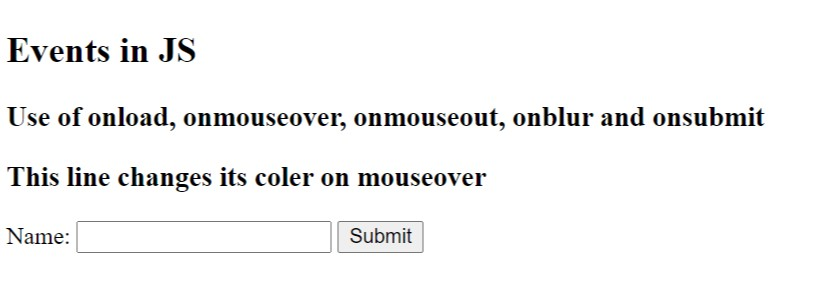 Events in JS
Use of onload, onmouseover, onmouseout, onblur and onsubmit
This line changes its coler on mouseover
Name: Submit